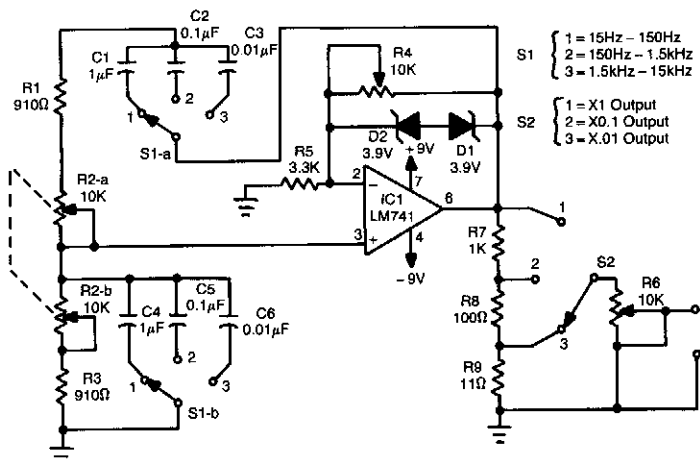 C2
0.1µF
C3
0.01µF
C1
1µF
R1
910Ω
1
2
3
S1-a
R4
10K
S1
1 = 15Hz – 150Hz
2 = 150Hz – 1.5kHz
3 = 1.5kHz – 15kHz
S2
1 = X1 Output
2 = X0.1 Output
3 = X.01 Output
D2
3.9V
D1
3.9V
+9V
R5
3.3K
2
–
7
IC1
LM741
6
3
+
4
–9V
R2-a
10K
1
R7
1K
2
S2
R6
10K
R8
100Ω
3
R9
11Ω
R2-b
10K
C4
1µF
C5
0.1µF
C6
0.01µF
R3
910Ω
1
2
3
S1-b